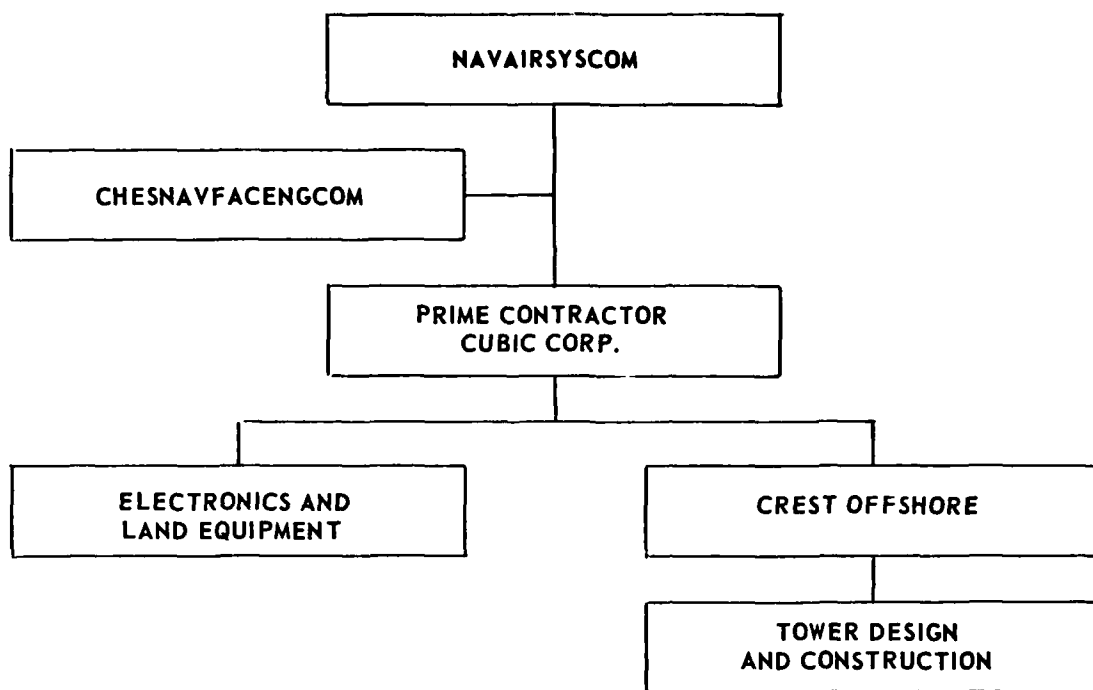 NAVAIRSYSCOM
CHESNAVFACENGCOM
PRIME CONTRACTOR
CUBIC CORP.
ELECTRONICS AND
LAND EQUIPMENT
CREST OFFSHORE
TOWER DESIGN
AND CONSTRUCTION